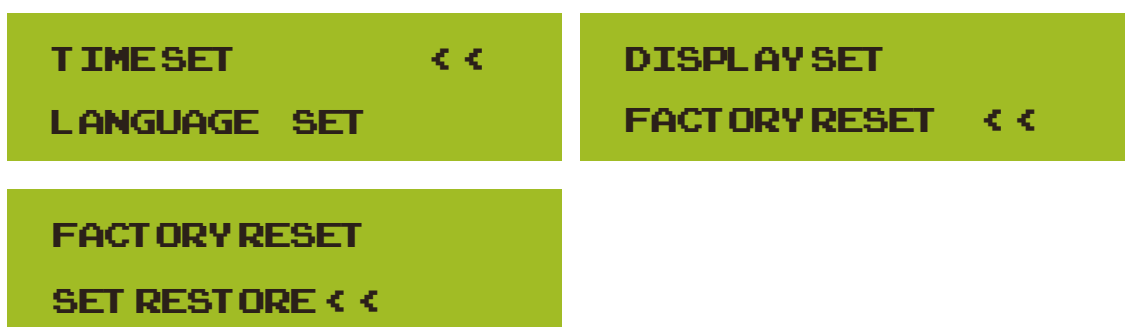 TIME SET <<
LANGUAGE SET
DISPLAY SET
FACTORY RESET <<
FACTORY RESET
SET RESTORE <<